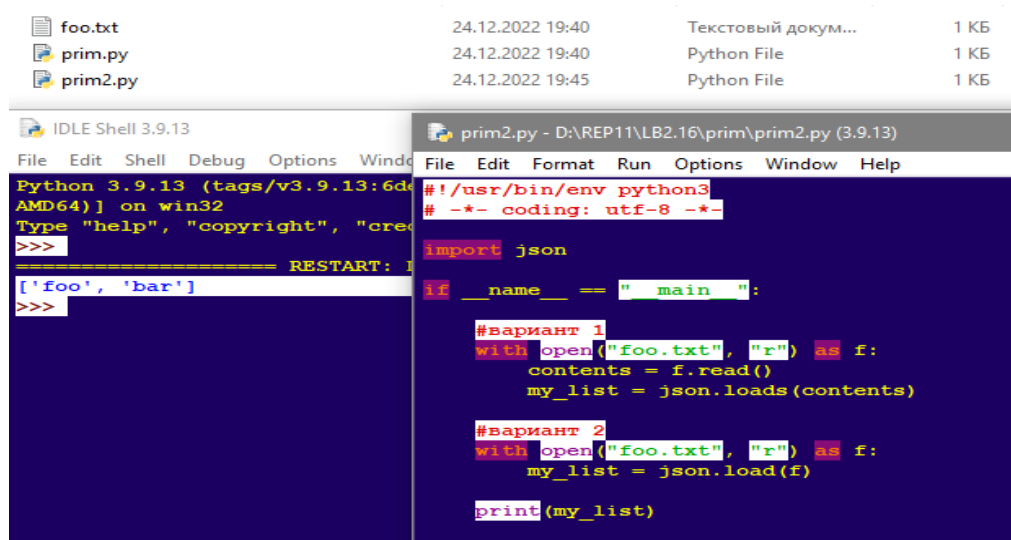 foo.txt 24.12.2022 19:40 Текстовый докум... 1 КБ
prim.py 24.12.2022 19:40 Python File 1 КБ
prim2.py 24.12.2022 19:45 Python File 1 КБ
IDLE Shell 3.9.13
File Edit Shell Debug Options
Python 3.9.13 (tags/v3.9.13:6de
AMD64)] on win32
Type "help", "copyright", "cre
>>>
==================== RESTART:
['foo', 'bar']
>>>
prim2.py - D:\REP11\LB2.16\prim\prim2.py (3.9.13)
File Edit Format Run Options Window Help
#!/usr/bin/env python3
# -*- coding: utf-8 -*-
import json
if __name__ == "__main__":
#вариант 1
with open("foo.txt", "r") as f:
contents = f.read()
my_list = json.loads(contents)
#вариант 2
with open("foo.txt", "r") as f:
my_list = json.load(f)
print(my_list)